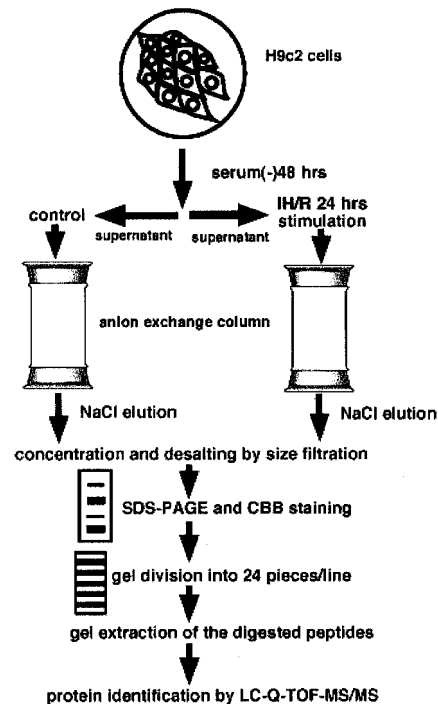 H9c2 cells
serum(-)48 hrs
control
IH/R 24 hrs
stimulation
supernatant
supernatant
anion exchange column
NaCl elution
NaCl elution
concentration and desalting by size filtration
SDS-PAGE and CBB staining
gel division into 24 pieces/line
gel extraction of the digested peptides
protein identification by LC-Q-TOF-MS/MS